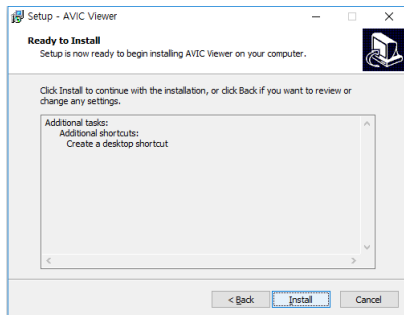 Setup - AVIC Viewer
Ready to Install
Setup is now ready to begin installing AVIC Viewer on your computer.
Click Install to continue with the installation, or click Back if you want to review or
change any settings.
Additional tasks:
Additional shortcuts:
Create a desktop shortcut
< Back
Install
Cancel